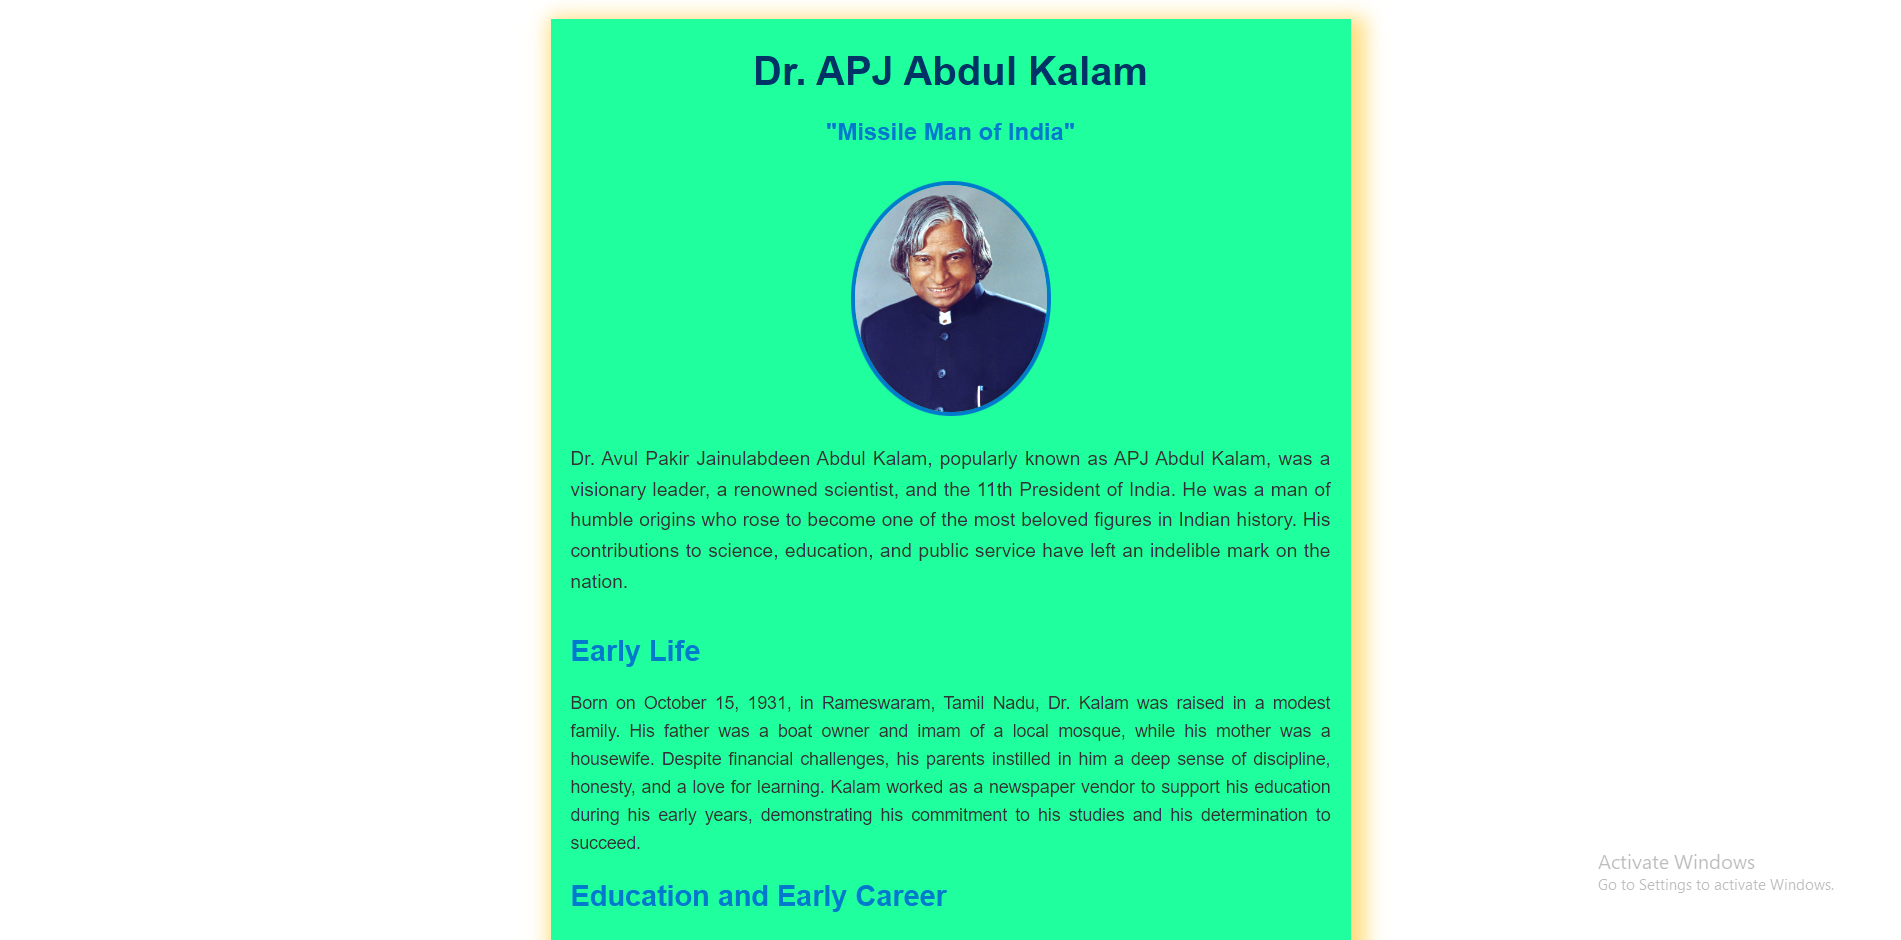 Dr. APJ Abdul Kalam
"Missile Man of India"
Dr. Avul Pakir Jainulabdeen Abdul Kalam, popularly known as APJ Abdul Kalam, was a
visionary leader, a renowned scientist, and the 11th President of India. He was a man of
humble origins who rose to become one of the most beloved figures in Indian history. His
contributions to science, education, and public service have left an indelible mark on the
nation.
Early Life
Born on October 15, 1931, in Rameswaram, Tamil Nadu, Dr. Kalam was raised in a modest
family. His father was a boat owner and imam of a local mosque, while his mother was a
housewife. Despite financial challenges, his parents instilled in him a deep sense of discipline,
honesty, and a love for learning. Kalam worked as a newspaper vendor to support his education
during his early years, demonstrating his commitment to his studies and his determination to
succeed.
Education and Early Career
Activate Windows
Go to Settings to activate Windows.